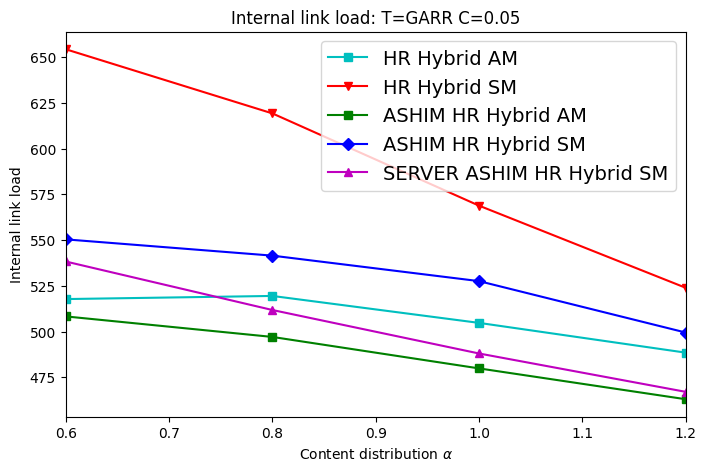 Internal link load: T=GARR C=0.05
HR Hybrid AM
HR Hybrid SM
ASHIM HR Hybrid AM
ASHIM HR Hybrid SM
SERVER ASHIM HR Hybrid SM
Internal link load
650
625
600
575
550
525
500
475
0.6
0.7
0.8
0.9
1.0
1.1
1.2
Content distribution α